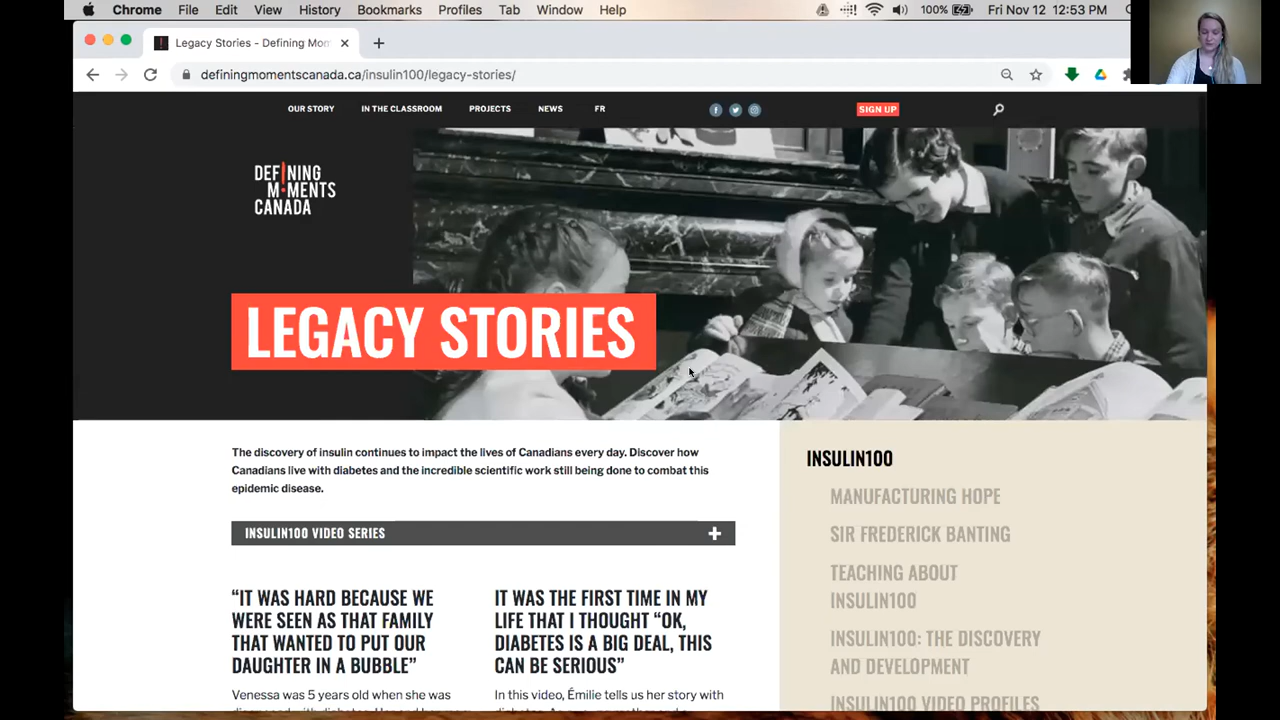 Chrome File Edit View History Bookmarks Profiles Tab Window Help 100% Fri Nov 12 12:53 PM
Legacy Stories - Defining Mom
definingmomentscanada.ca/insulin100/legacy-stories/
OUR STORY IN THE CLASSROOM PROJECTS NEWS FR SIGN UP
DEF!NING
M!MENTS
CANADA
LEGACY STORIES
The discovery of insulin continues to impact the lives of Canadians every day. Discover how
Canadians live with diabetes and the incredible scientific work still being done to combat this
epidemic disease.
INSULIN100 VIDEO SERIES +
“IT WAS HARD BECAUSE WE
WERE SEEN AS THAT FAMILY
THAT WANTED TO PUT OUR
DAUGHTER IN A BUBBLE”
Venessa was 5 years old when she was
IT WAS THE FIRST TIME IN MY
LIFE THAT I THOUGHT “OK,
DIABETES IS A BIG DEAL, THIS
CAN BE SERIOUS”
In this video, Émilie tells us her story with
INSULIN100
MANUFACTURING HOPE
SIR FREDERICK BANTING
TEACHING ABOUT
INSULIN100
INSULIN100: THE DISCOVERY
AND DEVELOPMENT
INSULIN100 VIDEO PROFILES